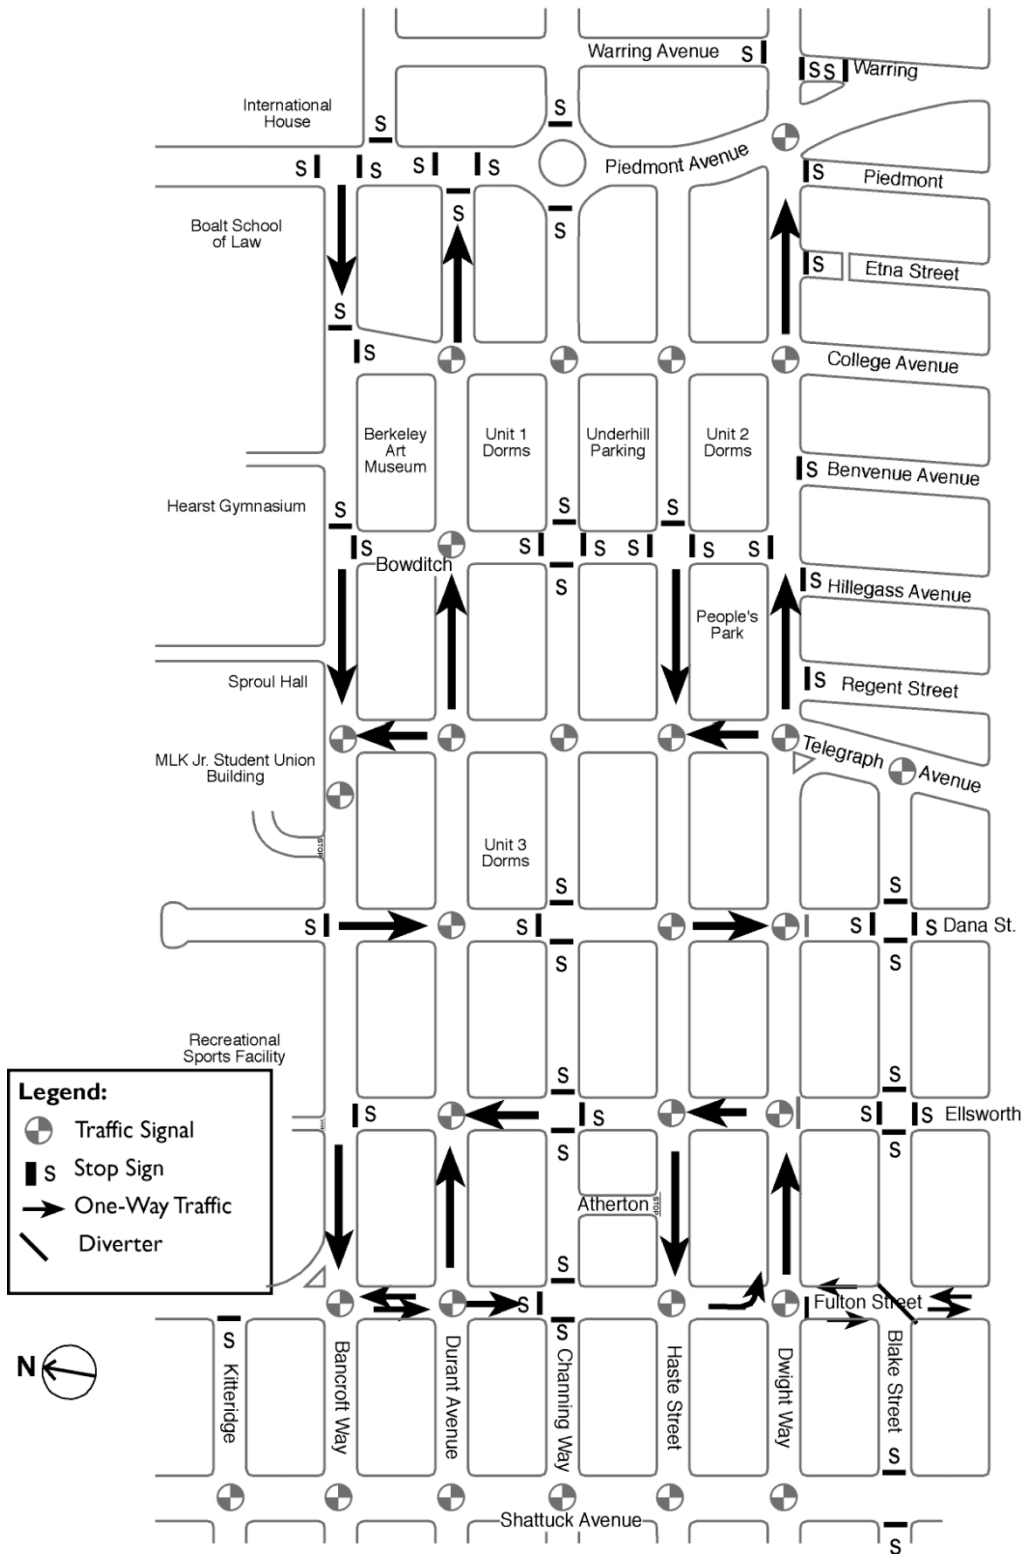 Warring Avenue
S
S S
Warring
International
House
S
S
S
S
S
S
Piedmont Avenue
S
Piedmont
S
S
Boalt School
of Law
S
Etna Street
S
S
College Avenue
Berkeley
Art
Museum
Unit 1
Dorms
Underhill
Parking
Unit 2
Dorms
S
Benvenue Avenue
Hearst Gymnasium
S
S
S
S
S
S
S
S
S
Bowditch
S
S
Hillegass Avenue
People's
Park
Sproul Hall
S
Regent Street
MLK Jr. Student Union
Building
Telegraph
Avenue
STOP
Unit 3
Dorms
S
S
S
S
S
S
Dana St.
S
S
Recreational
Sports Facility
S
S
Legend:
Traffic Signal
S
Stop Sign
One-Way Traffic
Diverter
S
S
S
S
Ellsworth
S
S
Atherton
STOP
S
S
Fulton Street
S
S
N
Kitteridge
Bancroft Way
Durant Avenue
Channing Way
Haste Street
Dwight Way
Blake Street
S
Shattuck Avenue
S